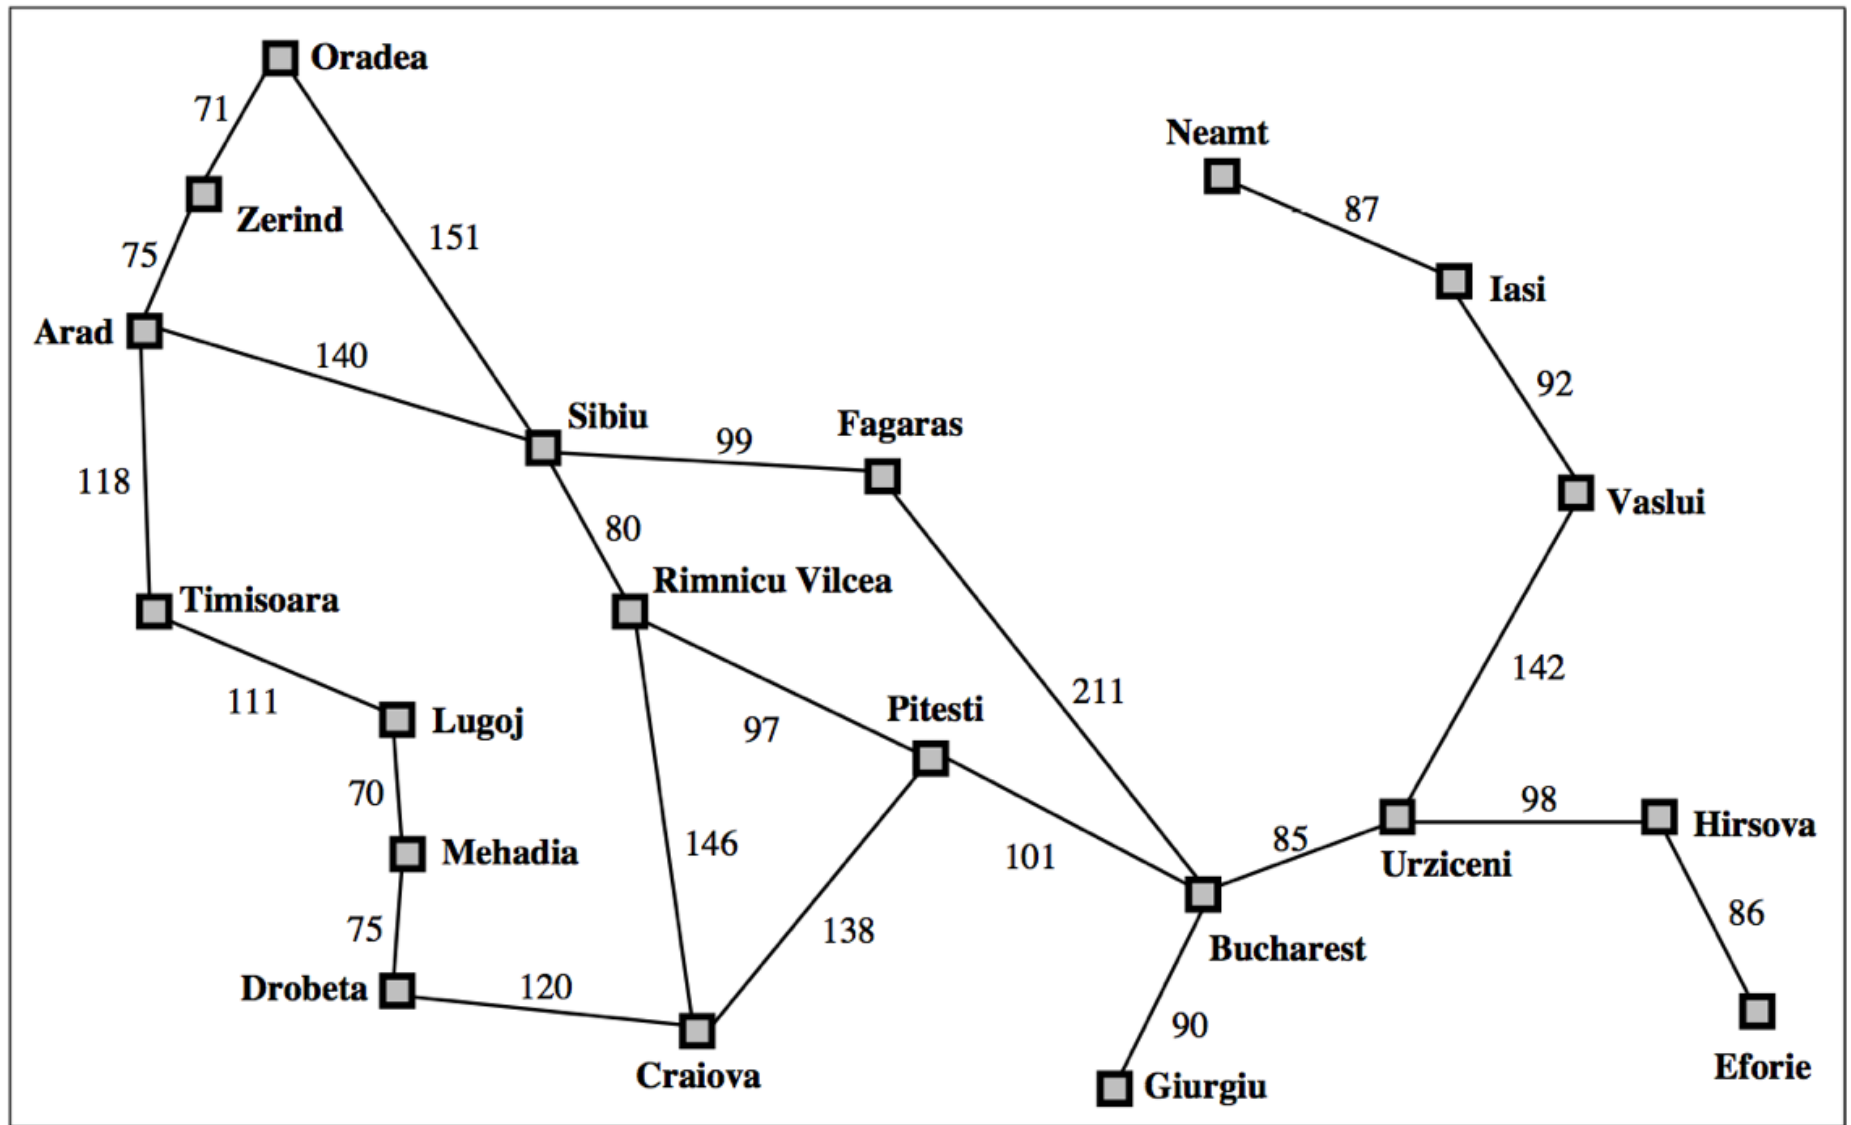 Oradea
71
Neamt
87
Zerind
151
75
Iasi
Arad
140
92
Sibiu
Fagaras
99
118
Vaslui
80
Rimnicu Vilcea
Timisoara
142
211
111
Lugoj
Pitesti
97
70
98
Hirsova
146
85
Mehadia
101
Urziceni
86
75
138
Bucharest
Drobeta
120
90
Eforie
Craiova
Giurgiu